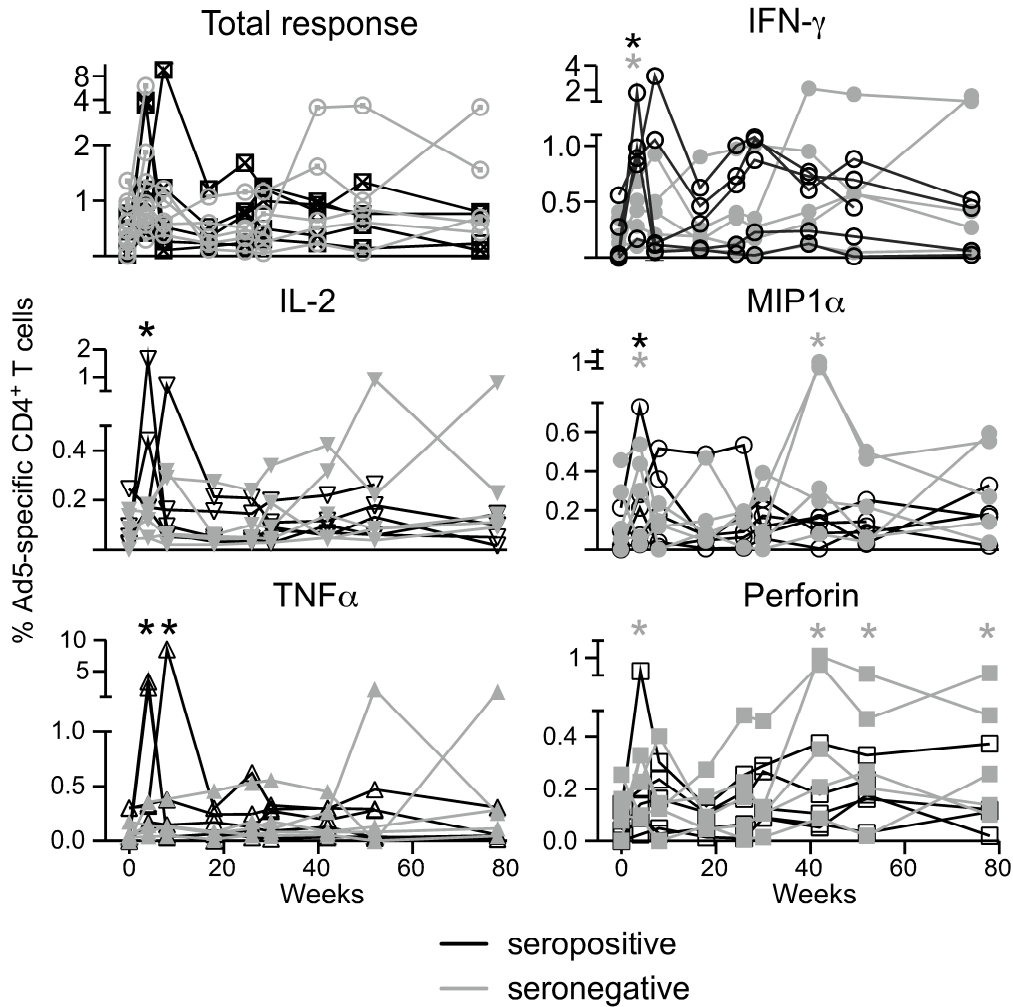 Total response
IFN-γ
8
4
2
1
* *
4
2
1.0
0.5
% Ad5-specific CD4⁺ T cells
IL-2
MIP1α
*
2
1
0.4
0.2
* * *
1
0.6
0.4
0.2
TNFα
Perforin
* *
10
5
1.0
0.5
0.0
* * * *
1
0.4
0.2
0.0
0 20 40 60 80
Weeks
0 20 40 60 80
Weeks
seropositive
seronegative